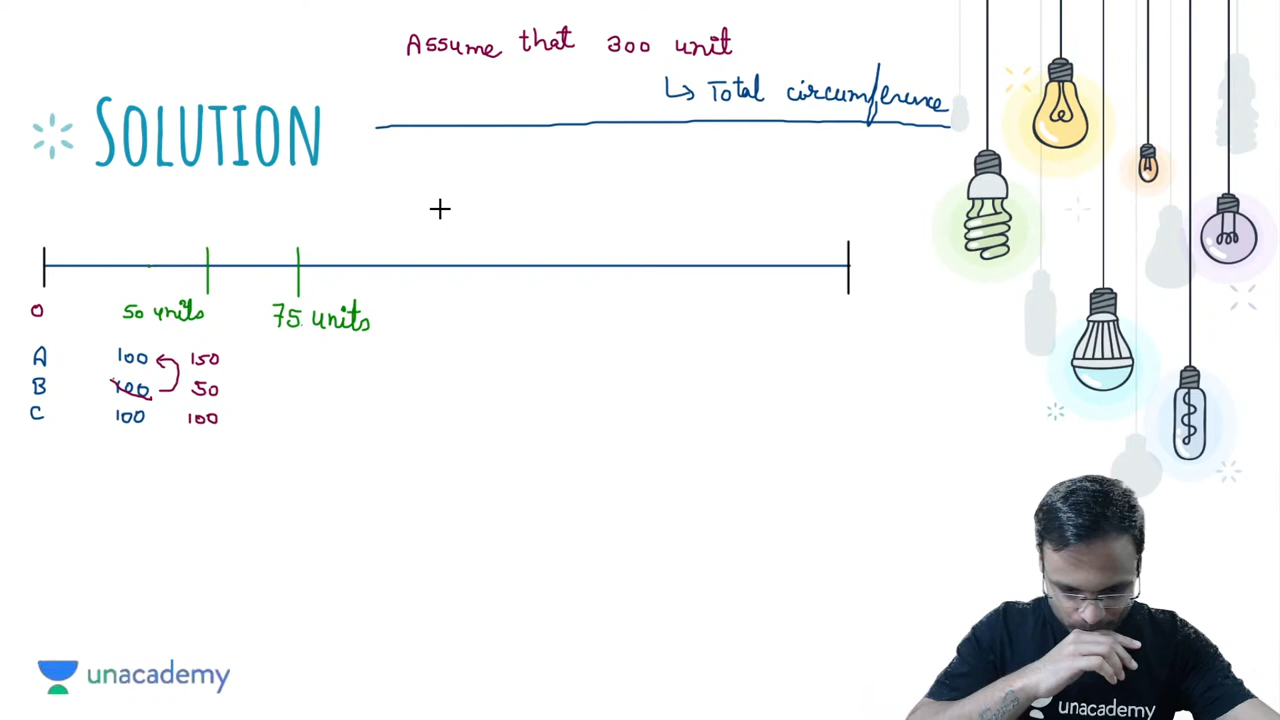 Assume that 300 unit
↳ Total circumference
SOLUTION
0 50 units 75 units
A 100 150
B 100 50
C 100 100
unacademy
unacademy